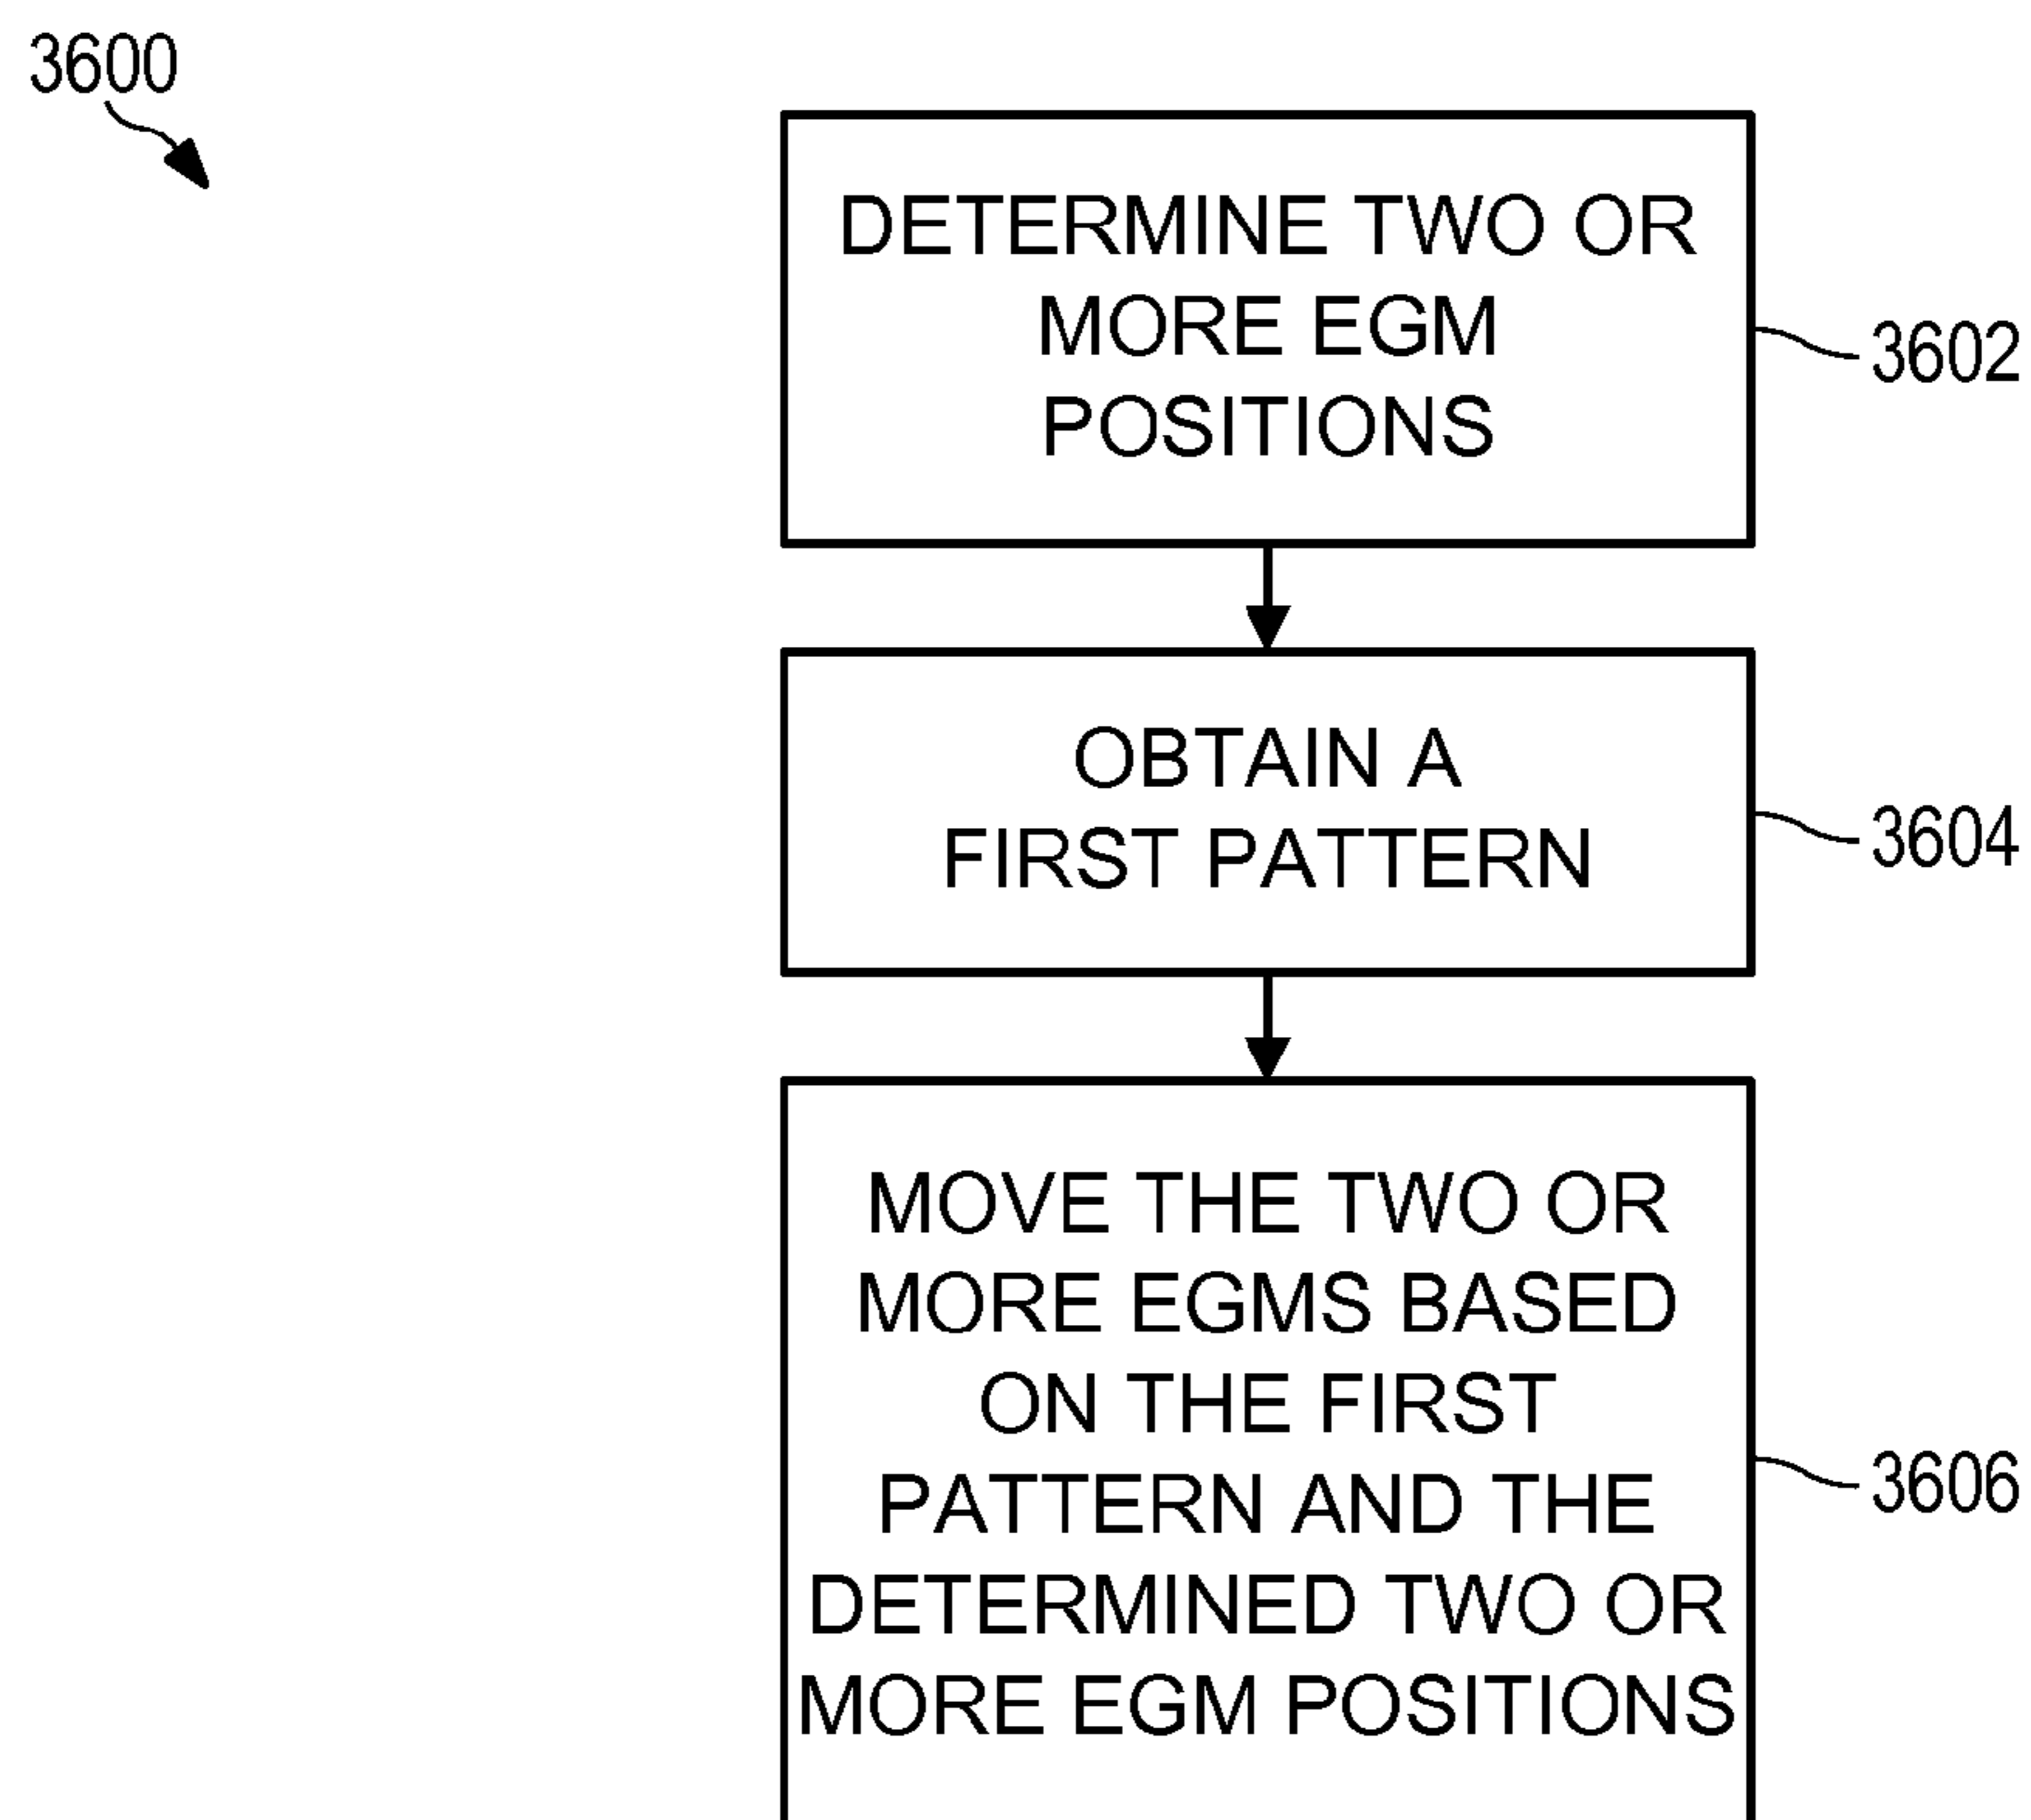 3600
DETERMINE TWO OR
MORE EGM
POSITIONS
3602
OBTAIN A
FIRST PATTERN
3604
MOVE THE TWO OR
MORE EGMS BASED
ON THE FIRST
PATTERN AND THE
DETERMINED TWO OR
MORE EGM POSITIONS
3606